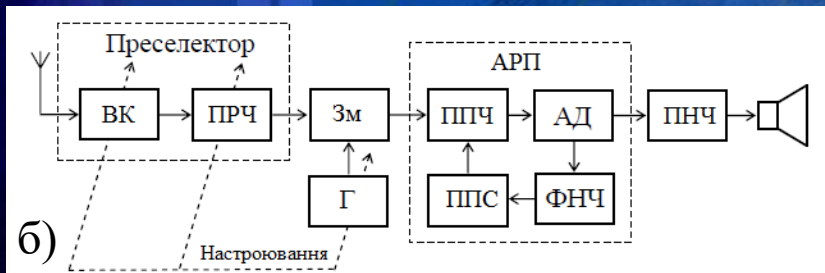 Преселектор
АРП
ВК
ПРЧ
Зм
ППЧ
АД
ПНЧ
Г
ППС
ФНЧ
б)
Настроювання